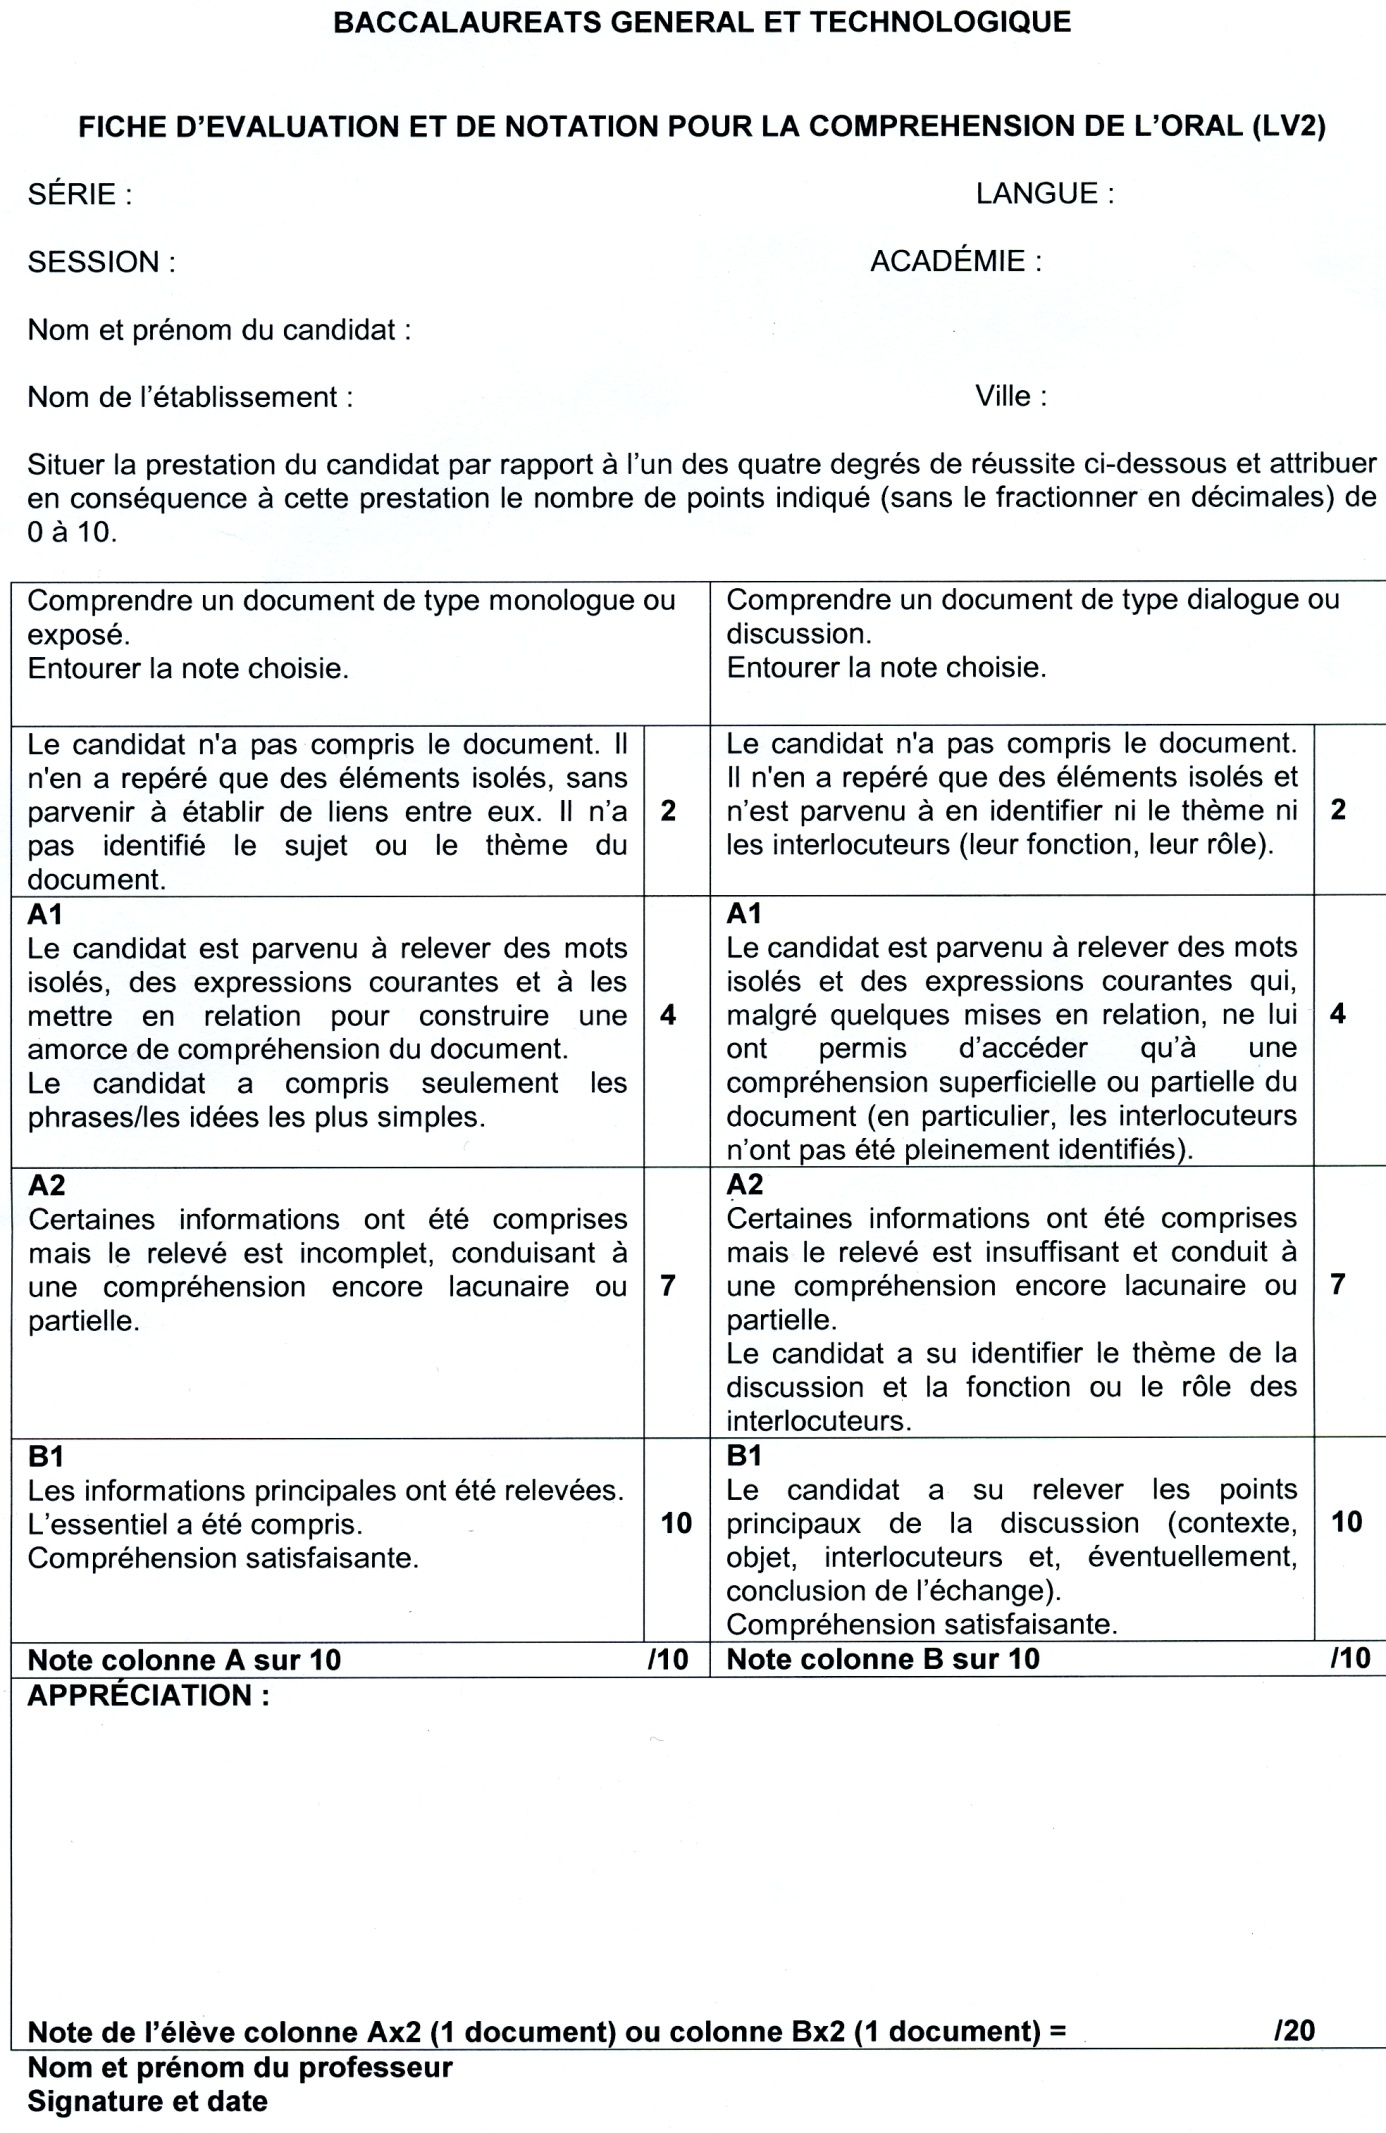 BACCALAUREATS GENERAL ET TECHNOLOGIQUE
FICHE D'EVALUATION ET DE NOTATION POUR LA COMPREHENSION DE L'ORAL (LV2)
SÉRIE : LANGUE :
SESSION : ACADÉMIE :
Nom et prénom du candidat :
Nom de l'établissement : Ville :
Situer la prestation du candidat par rapport à l'un des quatre degrés de réussite ci-dessous et attribuer
en conséquence à cette prestation le nombre de points indiqué (sans le fractionner en décimales) de
0 à 10.
Comprendre un document de type monologue ou
exposé.
Entourer la note choisie.
Comprendre un document de type dialogue ou
discussion.
Entourer la note choisie.
Le candidat n'a pas compris le document. Il
n'en a repéré que des éléments isolés, sans
parvenir à établir de liens entre eux. Il n'a
pas identifié le sujet ou le thème du
document.
2
Le candidat n'a pas compris le document.
Il n'en a repéré que des éléments isolés et
n'est parvenu à en identifier ni le thème ni
les interlocuteurs (leur fonction, leur rôle).
2
A1
Le candidat est parvenu à relever des mots
isolés, des expressions courantes et à les
mettre en relation pour construire une
amorce de compréhension du document.
Le candidat a compris seulement les
phrases/les idées les plus simples.
4
A1
Le candidat est parvenu à relever des mots
isolés et des expressions courantes qui,
malgré quelques mises en relation, ne lui
ont permis d'accéder qu'à une
compréhension superficielle ou partielle du
document (en particulier, les interlocuteurs
n'ont pas été pleinement identifiés).
4
A2
Certaines informations ont été comprises
mais le relevé est incomplet, conduisant à
une compréhension encore lacunaire ou
partielle.
7
A2
Certaines informations ont été comprises
mais le relevé est insuffisant et conduit à
une compréhension encore lacunaire ou
partielle.
Le candidat a su identifier le thème de la
discussion et la fonction ou le rôle des
interlocuteurs.
7
B1
Les informations principales ont été relevées.
L'essentiel a été compris.
Compréhension satisfaisante.
10
B1
Le candidat a su relever les points
principaux de la discussion (contexte,
objet, interlocuteurs et, éventuellement,
conclusion de l'échange).
Compréhension satisfaisante.
10
Note colonne A sur 10 /10
Note colonne B sur 10 /10
APPRÉCIATION :
Note de l'élève colonne Ax2 (1 document) ou colonne Bx2 (1 document) = /20
Nom et prénom du professeur
Signature et date